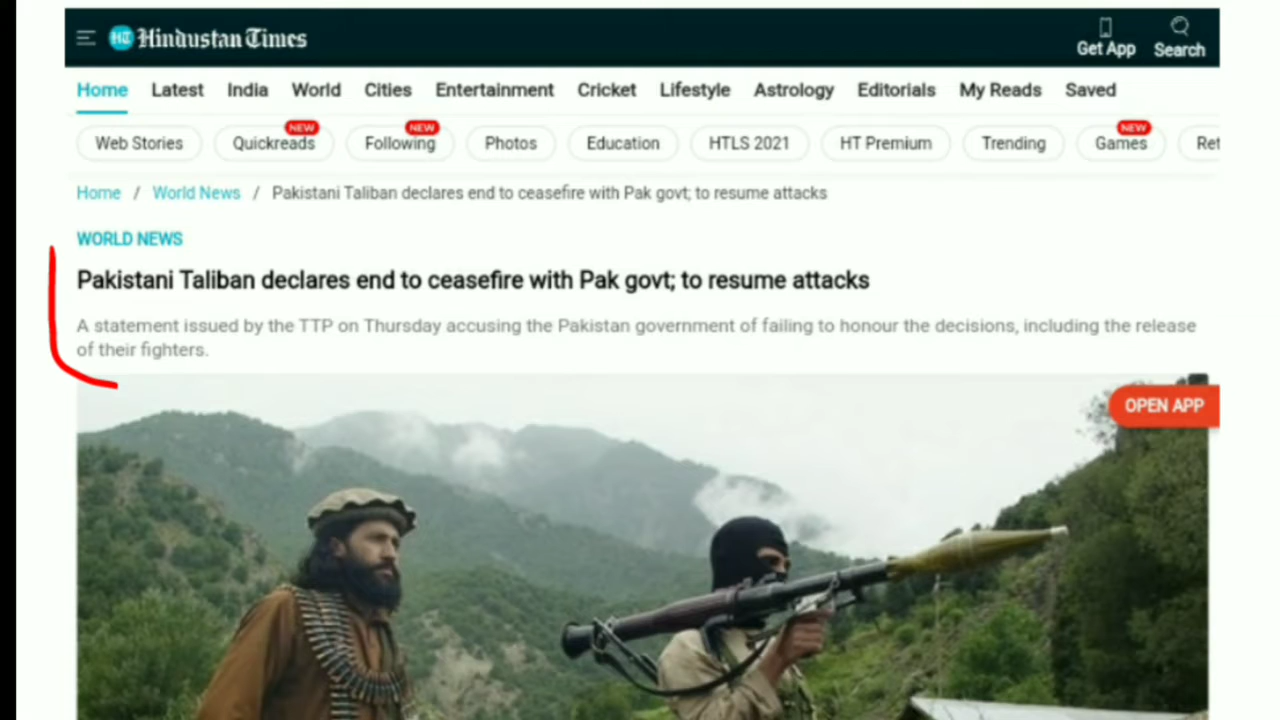 HT Hindustan Times
Get App
Search
Home Latest India World Cities Entertainment Cricket Lifestyle Astrology Editorials My Reads Saved
NEW NEW NEW
Web Stories Quickreads Following Photos Education HTLS 2021 HT Premium Trending Games Ret
Home / World News / Pakistani Taliban declares end to ceasefire with Pak govt; to resume attacks
WORLD NEWS
Pakistani Taliban declares end to ceasefire with Pak govt; to resume attacks
A statement issued by the TTP on Thursday accusing the Pakistan government of failing to honour the decisions, including the release
of their fighters.
OPEN APP